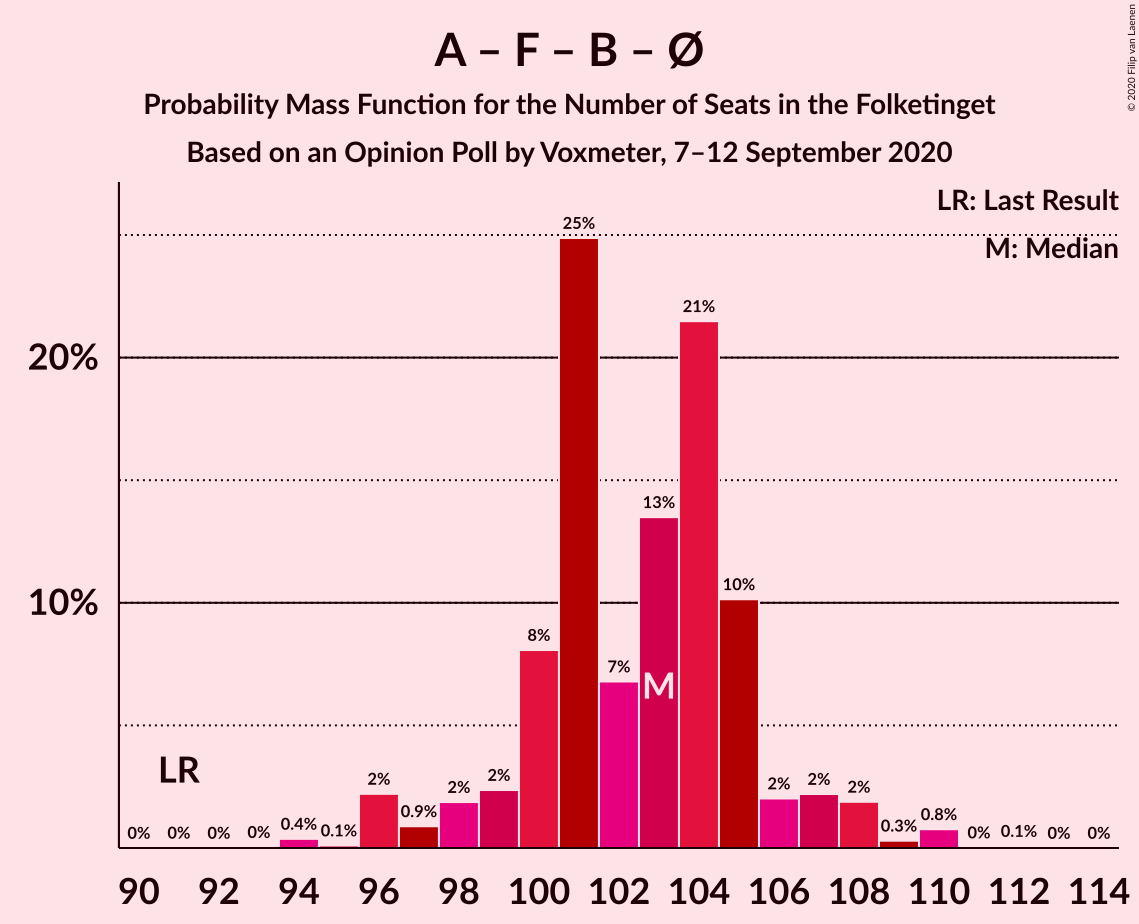 A – F – B – Ø
Probability Mass Function for the Number of Seats in the Folketinget
Based on an Opinion Poll by Voxmeter, 7–12 September 2020
© 2020 Filip van Laenen
LR: Last Result
M: Median
25%
21%
20%
13%
10%
10%
8%
7%
M
LR
0% 0% 0% 0% 0.4% 0.1% 2% 0.9% 2% 2% 2% 2% 2% 0.3% 0.8% 0% 0.1% 0% 0%
90 92 94 96 98 100 102 104 106 108 110 112 114